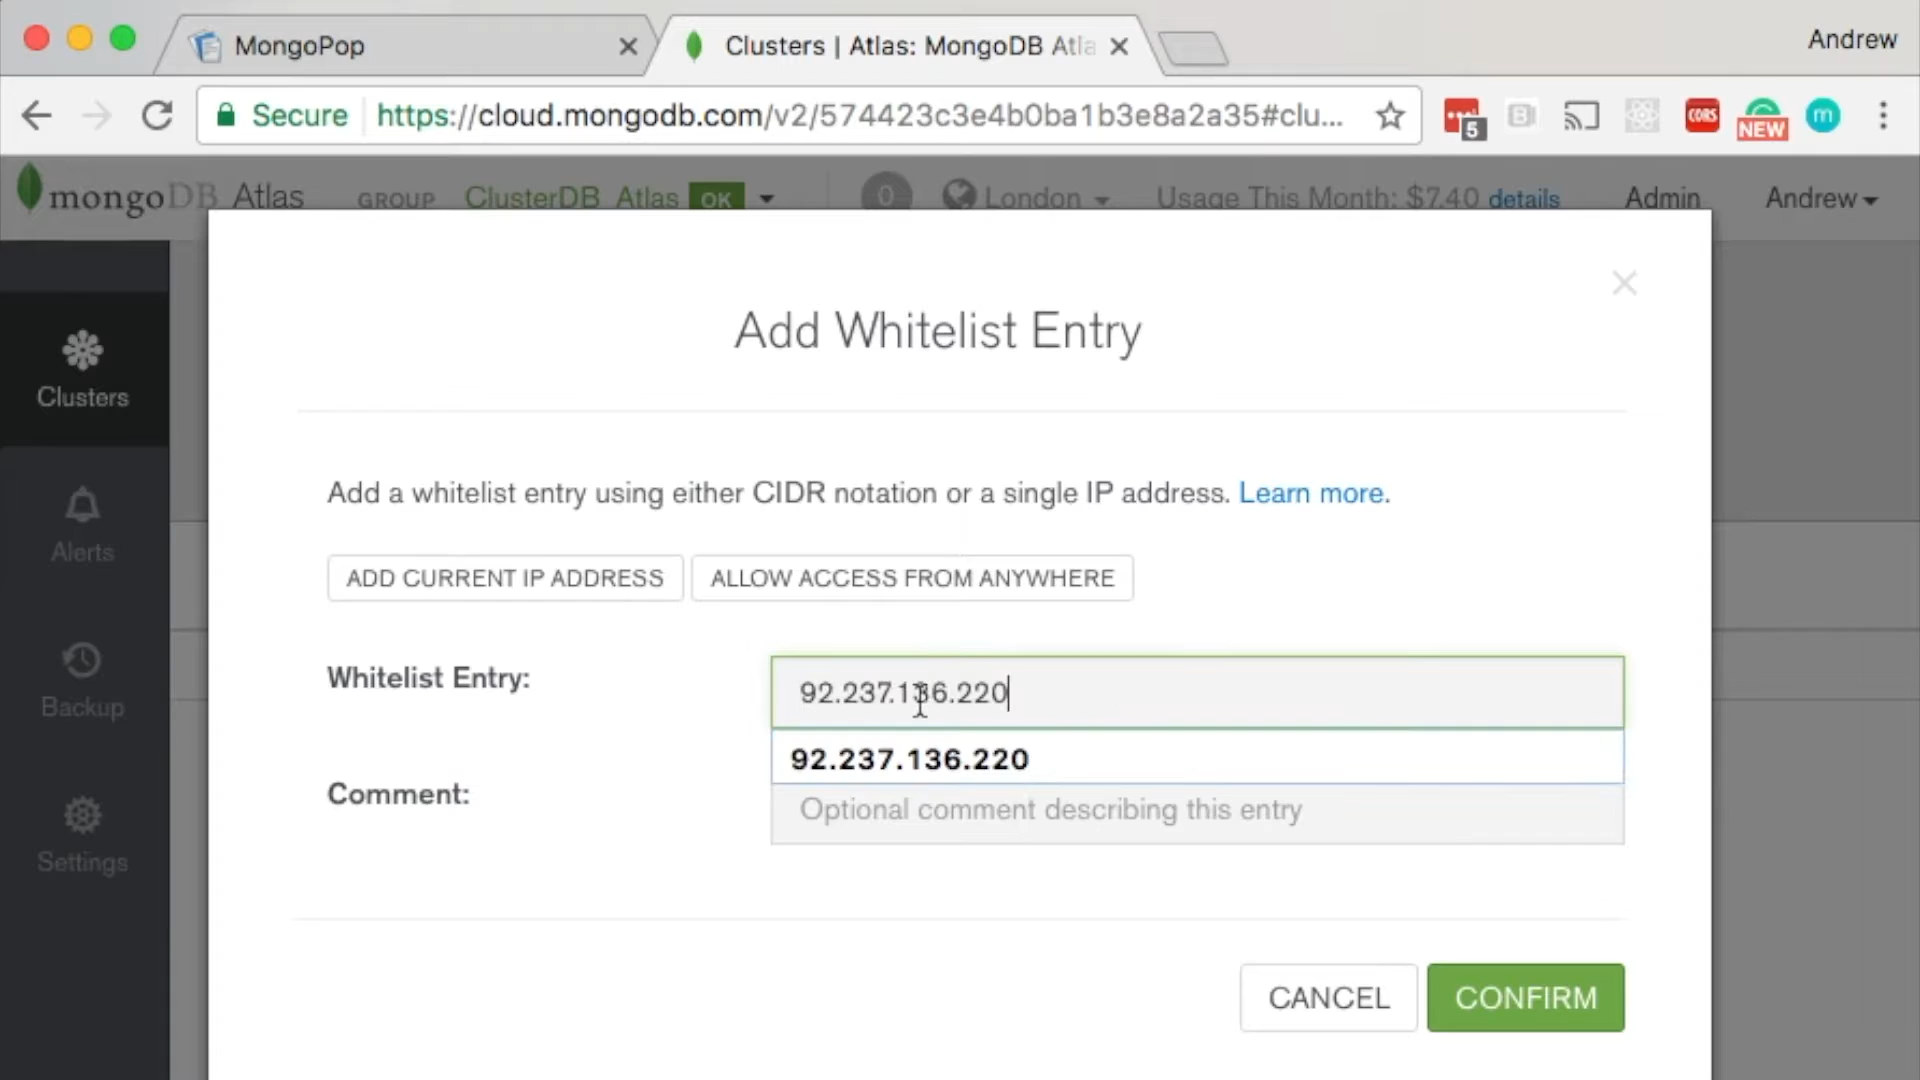 MongoPop
Clusters | Atlas: MongoDB Atla
Andrew
Secure
https://cloud.mongodb.com/v2/574423c3e4b0ba1b3e8a2a35#clu...
5
CORS
NEW
m
mongoDB Atlas
GROUP ClusterDB_Atlas OK
0
London
Usage This Month: $7.40 details
Admin
Andrew
Clusters
Alerts
Backup
Settings
Add Whitelist Entry
Add a whitelist entry using either CIDR notation or a single IP address. Learn more.
ADD CURRENT IP ADDRESS
ALLOW ACCESS FROM ANYWHERE
Whitelist Entry:
92.237.136.220
92.237.136.220
Comment:
Optional comment describing this entry
CANCEL
CONFIRM